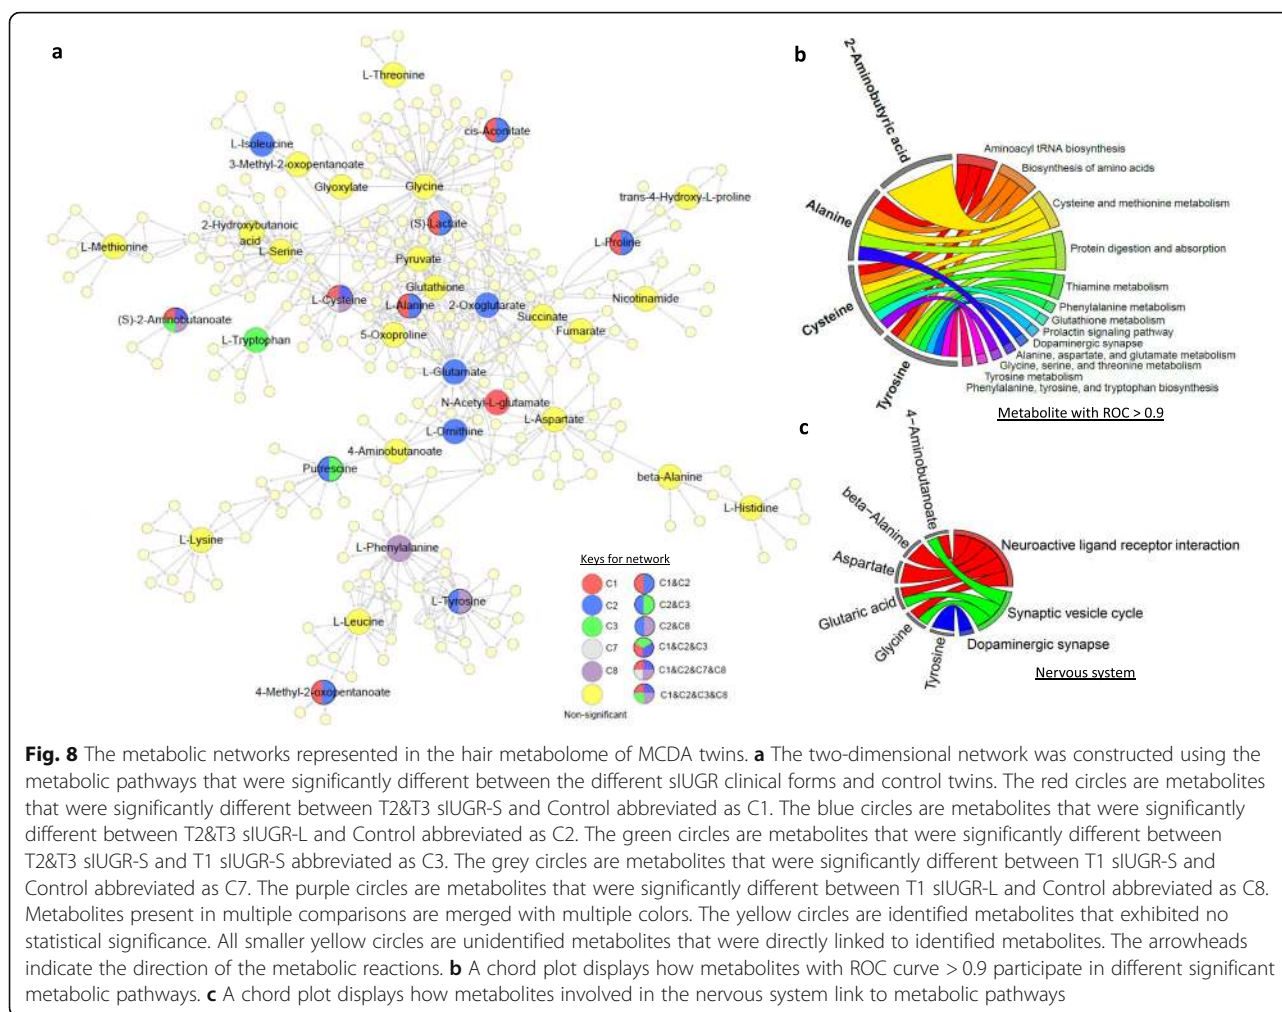 a
L-Threonine
cis-Aconitate
L-Isoleucine
3-Methyl-2-oxopentanoate
Glyoxylate
Glycine
trans-4-Hydroxy-L-proline
2-Hydroxybutanoic
acid
(S)-Lactate
L-Proline
L-Methionine
L-Serine
Pyruvate
Glutathione
L-Cysteine
L-Alanine
2-Oxoglutarate
Nicotinamide
(S)-2-Aminobutanoate
Succinate
L-Tryptophan
5-Oxoproline
Fumarate
L-Glutamate
N-Acetyl-L-glutamate
L-Aspartate
L-Ornithine
4-Aminobutanoate
Putrescine
beta-Alanine
L-Histidine
L-Lysine
L-Phenylalanine
L-Tyrosine
L-Leucine
4-Methyl-2-oxopentanoate
Keys for network
C1
C1&C2
C2
C2&C3
C3
C2&C8
C7
C1&C2&C3
C8
C1&C2&C7&C8
C1&C2&C3&C8
Non-significant
b
2-Aminobutyric acid
Alanine
Cysteine
Tyrosine
Aminoacyl tRNA biosynthesis
Biosynthesis of amino acids
Cysteine and methionine metabolism
Protein digestion and absorption
Thiamine metabolism
Phenylalanine metabolism
Glutathione metabolism
Prolactin signaling pathway
Dopaminergic synapse
Alanine, aspartate, and glutamate metabolism
Glycine, serine, and threonine metabolism
Tyrosine metabolism
Phenylalanine, tyrosine, and tryptophan biosynthesis
Metabolite with ROC > 0.9
c
4-Aminobutanoate
beta-Alanine
Aspartate
Glutaric acid
Glycine
Tyrosine
Neuroactive ligand receptor interaction
Synaptic vesicle cycle
Dopaminergic synapse
Nervous system
Fig. 8 The metabolic networks represented in the hair metabolome of MCDA twins. a The two-dimensional network was constructed using the
metabolic pathways that were significantly different between the different sIUGR clinical forms and control twins. The red circles are metabolites
that were significantly different between T2&T3 sIUGR-S and Control abbreviated as C1. The blue circles are metabolites that were significantly
different between T2&T3 sIUGR-L and Control abbreviated as C2. The green circles are metabolites that were significantly different between
T2&T3 sIUGR-S and T1 sIUGR-S abbreviated as C3. The grey circles are metabolites that were significantly different between T1 sIUGR-S and
Control abbreviated as C7. The purple circles are metabolites that were significantly different between T1 sIUGR-L and Control abbreviated as C8.
Metabolites present in multiple comparisons are merged with multiple colors. The yellow circles are identified metabolites that exhibited no
statistical significance. All smaller yellow circles are unidentified metabolites that were directly linked to identified metabolites. The arrowheads
indicate the direction of the metabolic reactions. b A chord plot displays how metabolites with ROC curve > 0.9 participate in different significant
metabolic pathways. c A chord plot displays how metabolites involved in the nervous system link to metabolic pathways